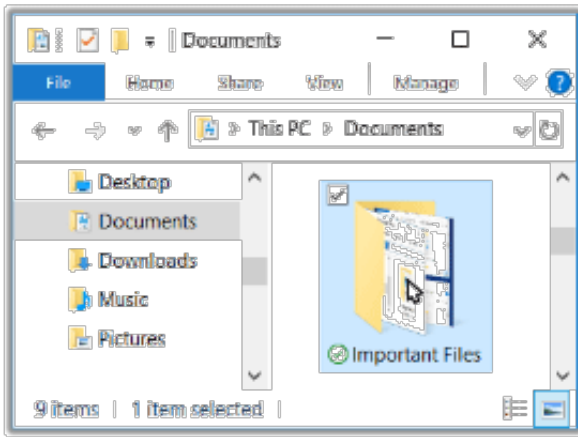 Documents
File Home Share View Manage ?
This PC Documents
Desktop
Documents
Downloads
Music
Pictures
Important Files
9 items 1 item selected